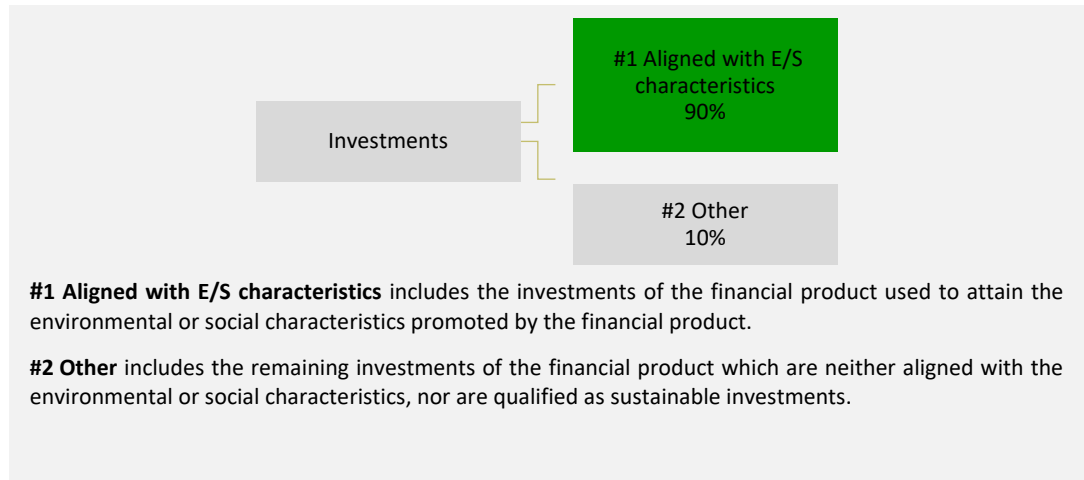 #1 Aligned with E/S
characteristics
90%
Investments
#2 Other
10%
#1 Aligned with E/S characteristics includes the investments of the financial product used to attain the
environmental or social characteristics promoted by the financial product.
#2 Other includes the remaining investments of the financial product which are neither aligned with the
environmental or social characteristics, nor are qualified as sustainable investments.